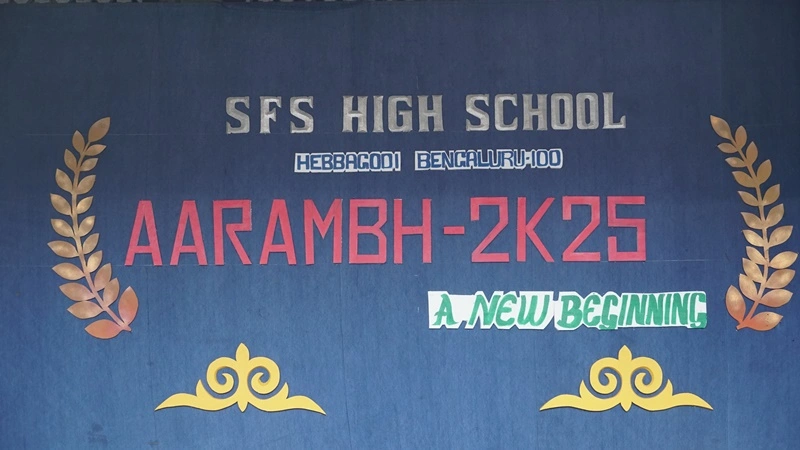 SFS HIGH SCHOOL
HEBBAGODI BENGALURU:100
AARAMBH-2K25
A NEW BEGINNING